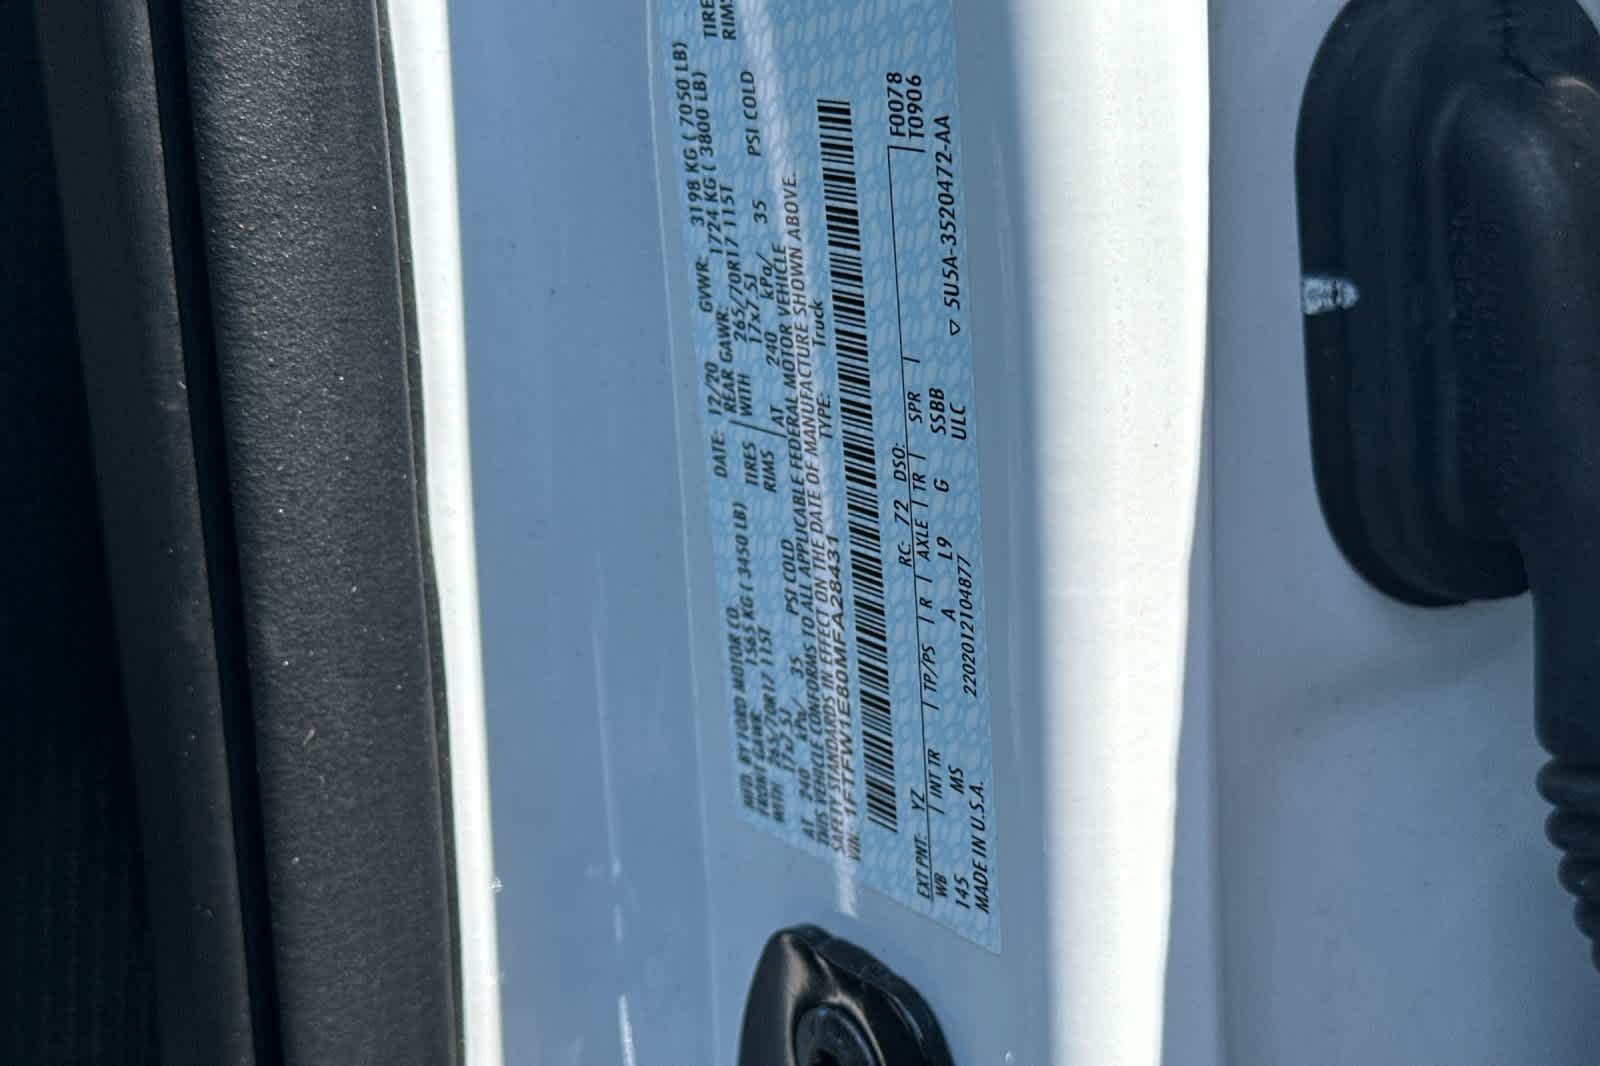 MFD. BY FORD MOTOR CO.
DATE: 12/20 GVWR: 3198 KG ( 7050 LB)
FRONT GAWR: 1565 KG ( 3450 LB) REAR GAWR: 1724 KG ( 3800 LB)
WITH 265/70R17 115T TIRES WITH 265/70R17 115T TIRE
17x7.5J RIMS 17x7.5J RIMS
AT 240 kPa/ 35 PSI COLD AT 240 kPa/ 35 PSI COLD
THIS VEHICLE CONFORMS TO ALL APPLICABLE FEDERAL MOTOR VEHICLE
SAFETY STANDARDS IN EFFECT ON THE DATE OF MANUFACTURE SHOWN ABOVE.
VIN: 1FTFW1E80MFA28431 TYPE: Truck
EXT PNT: YZ RC: 72 DSO: F0078
WB INT TR TP/PS R AXLE TR SPR T0906
145 MS A L9 G SSBB
2202012104877 ULC
MADE IN U.S.A. ▽ 5U5A-3520472-AA